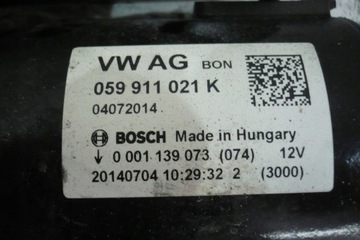 VW AG BON
059 911 021 K
04072014
BOSCH Made in Hungary
↓ 0 001 139 073 (074) 12V
20140704 10:29:32 2 (3000)